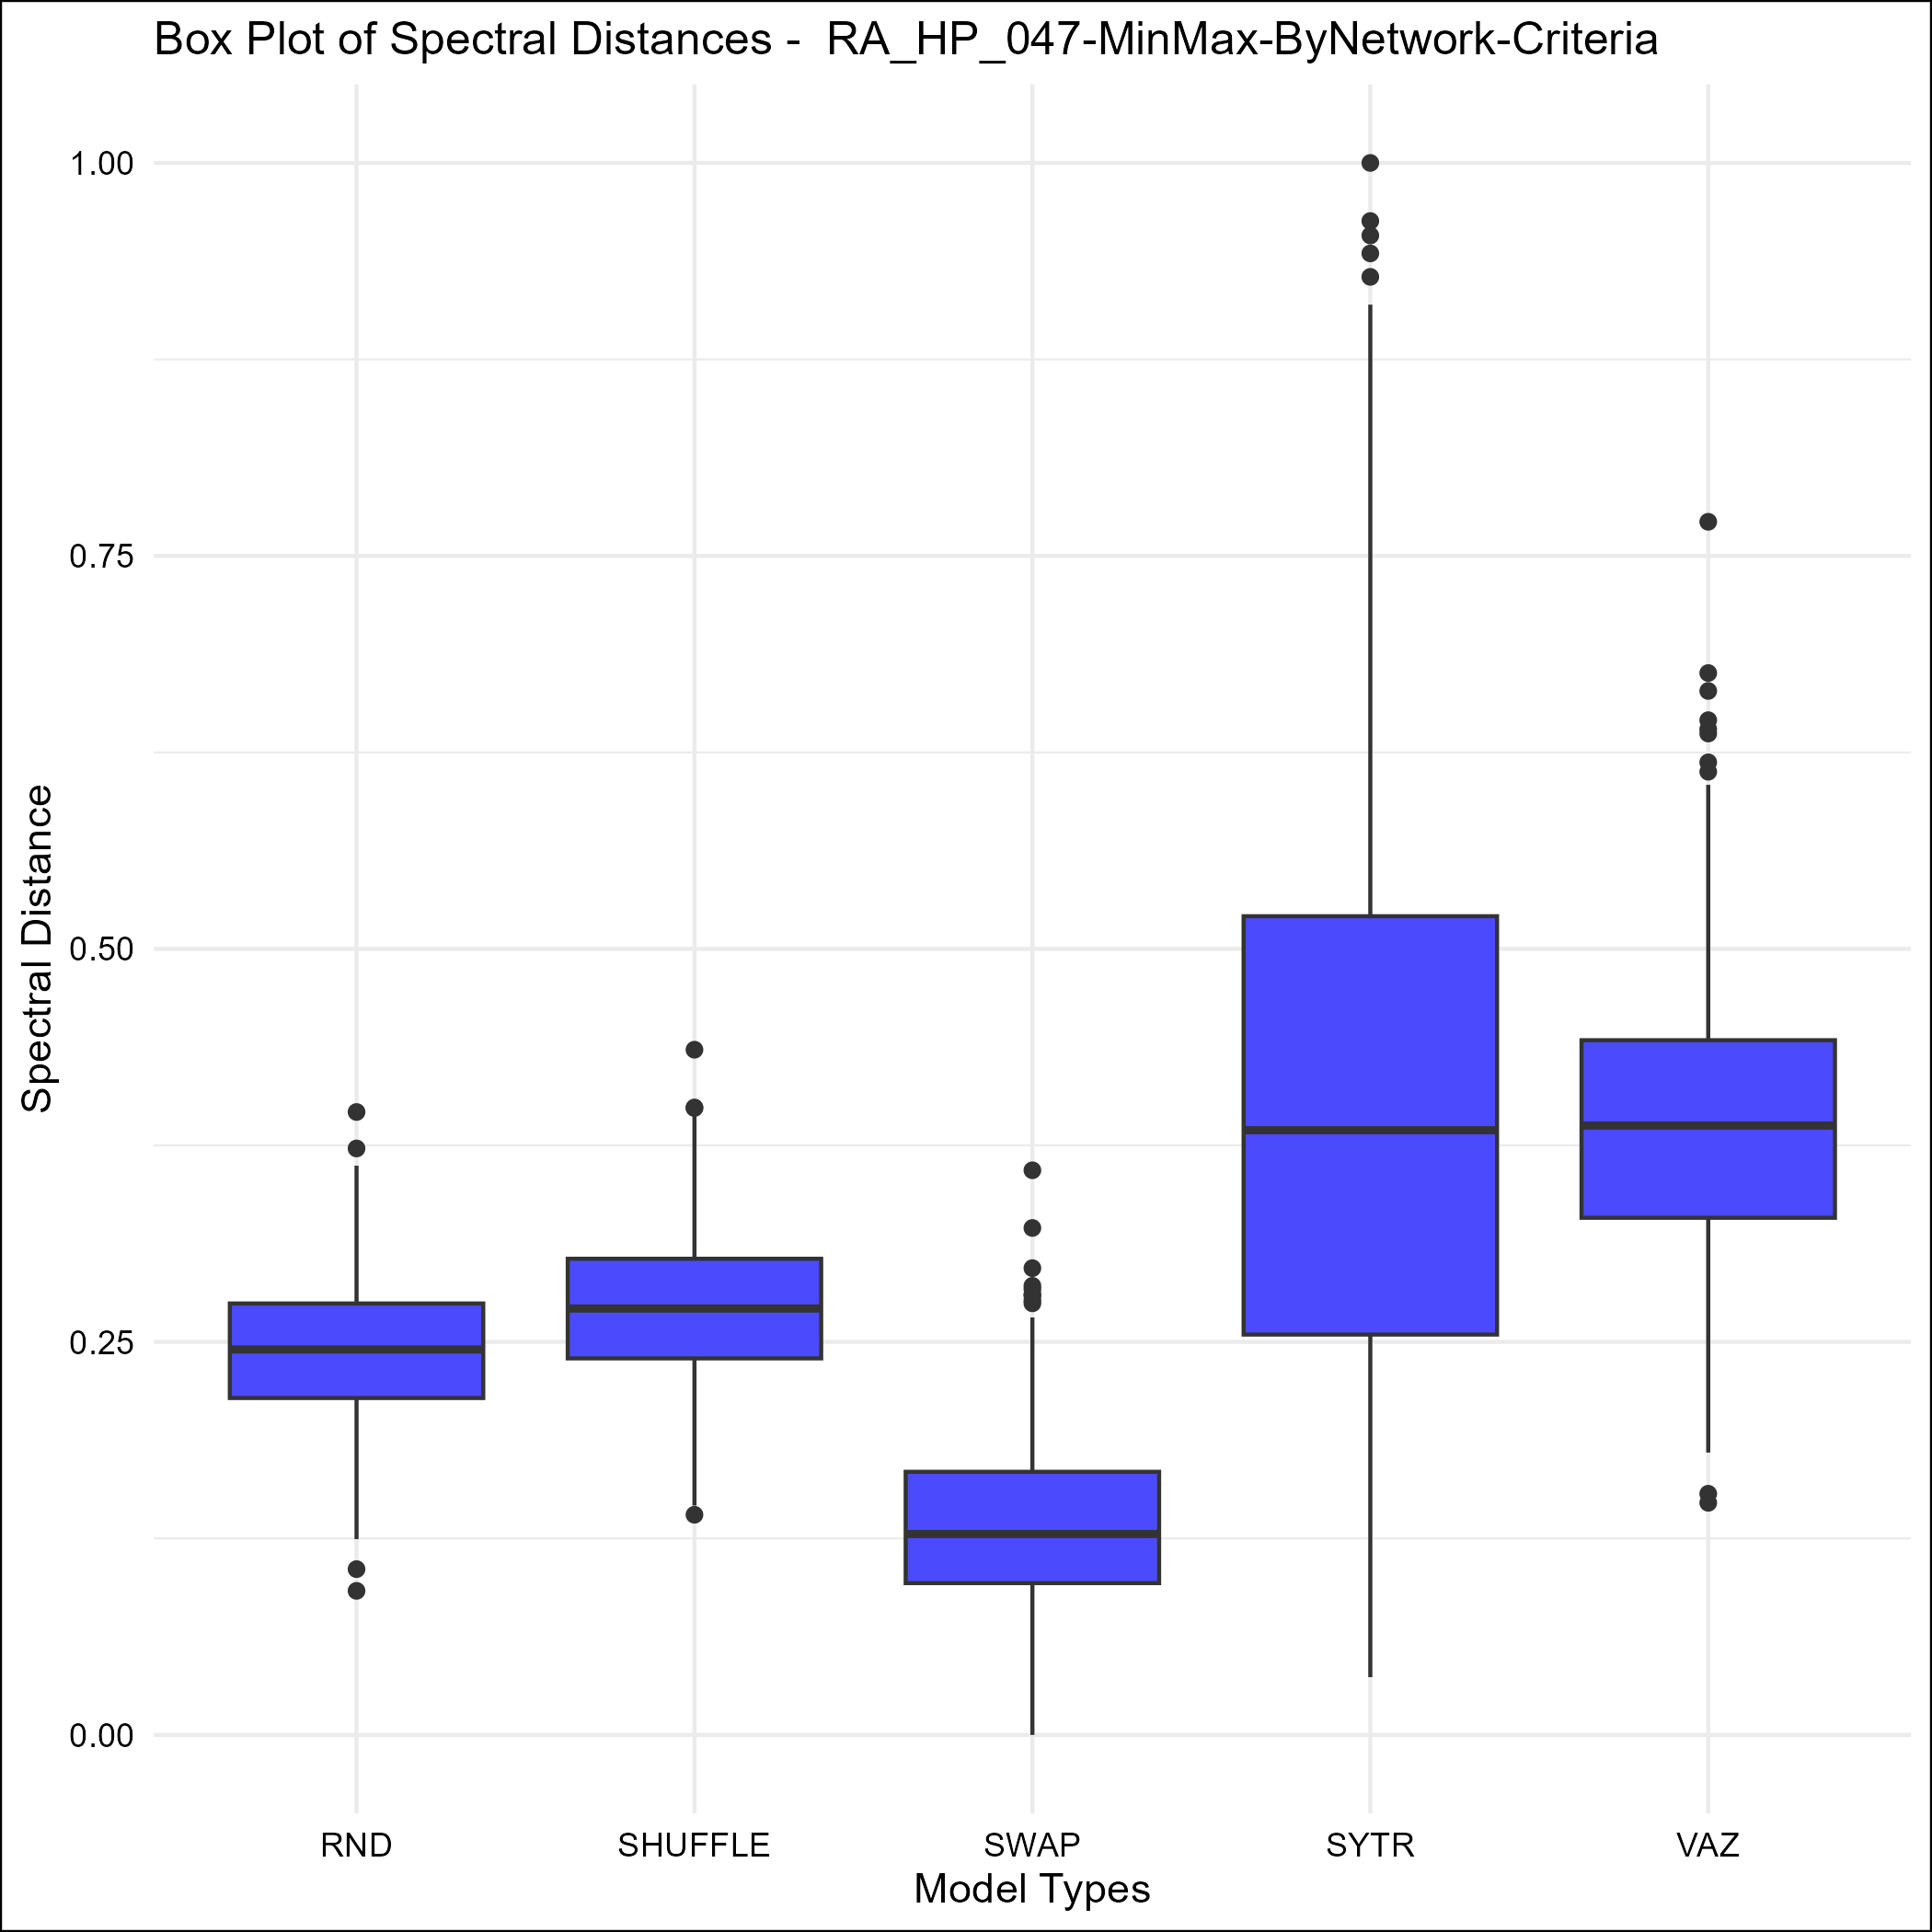 Box Plot of Spectral Distances -  RA_HP_047-MinMax-ByNetwork-Criteria
Spectral Distance
1.00
0.75
0.50
0.25
0.00
RND SHUFFLE SWAP SYTR VAZ
Model Types